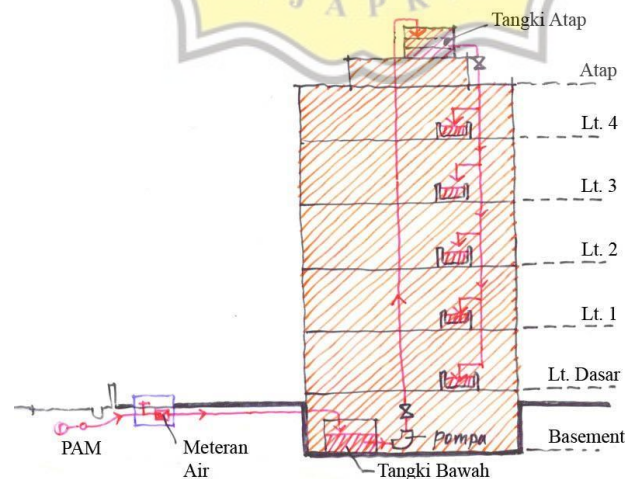 JAPR
Tangki Atap
Atap
Lt. 4
Lt. 3
Lt. 2
Lt. 1
Lt. Dasar
Basement
pompa
PAM
Meteran
Air
Tangki Bawah